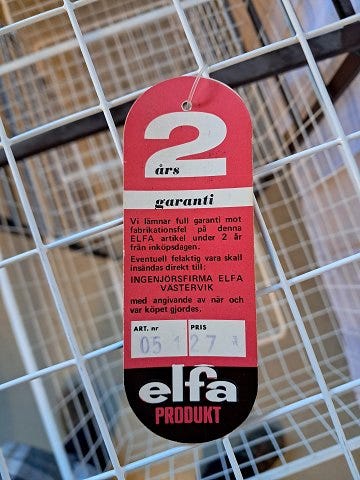 2
års
garanti
Vi lämnar full garanti mot
fabrikationsfel på denna
ELFA artikel under 2 år
från inköpsdagen.
Eventuell felaktig vara skall
insändas direkt till:
INGENJÖRSFIRMA ELFA
VÄSTERVIK
med angivande av när och
var köpet gjordes.
ART. nr PRIS
05 1 27
elfa
PRODUKT